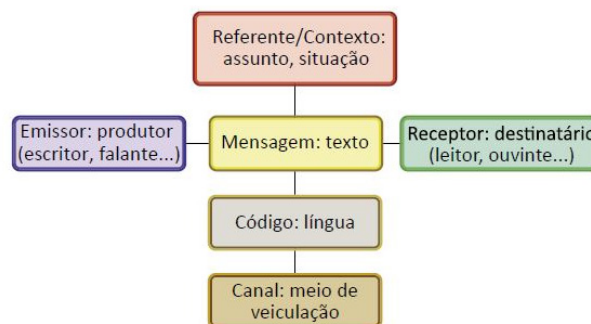 Referente/Contexto:
assunto, situação
Emissor: produtor
(escritor, falante...)
Mensagem: texto
Receptor: destinatário
(leitor, ouvinte...)
Código: língua
Canal: meio de
veiculação